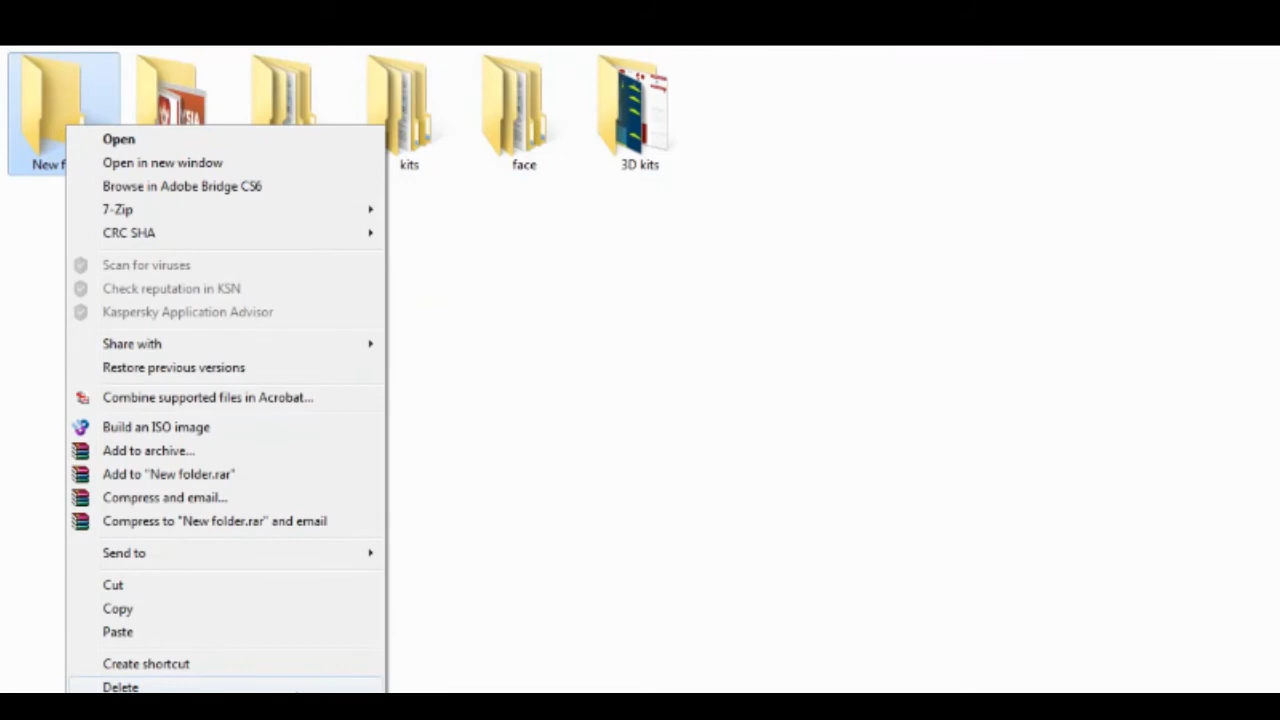 New f
kits
face
3D kits
Open
Open in new window
Browse in Adobe Bridge CS6
7-Zip
CRC SHA
Scan for viruses
Check reputation in KSN
Kaspersky Application Advisor
Share with
Restore previous versions
Combine supported files in Acrobat...
Build an ISO image
Add to archive...
Add to "New folder.rar"
Compress and email...
Compress to "New folder.rar" and email
Send to
Cut
Copy
Paste
Create shortcut
Delete